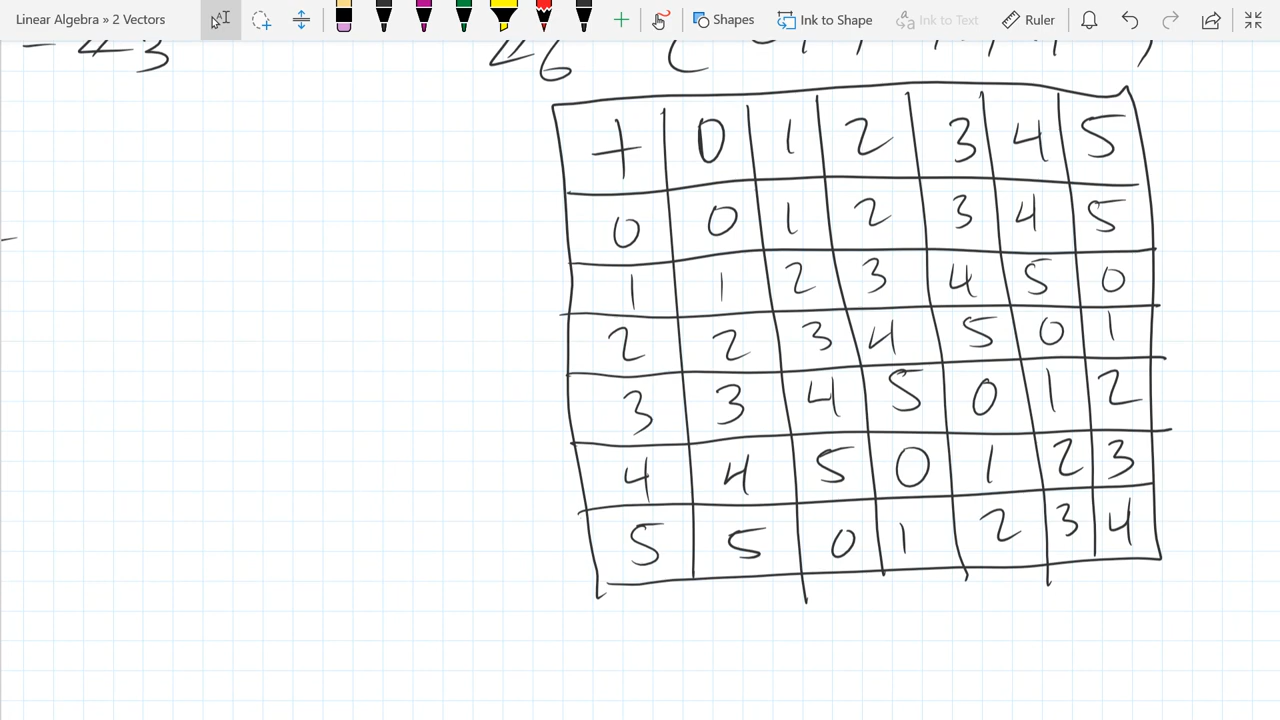 Linear Algebra » 2 Vectors
Shapes
Ink to Shape
Ink to Text
Ruler
+ 0 1 2 3 4 5
0 0 1 2 3 4 5
1 1 2 3 4 5 0
2 2 3 4 5 0 1
3 3 4 5 0 1 2
4 4 5 0 1 2 3
5 5 0 1 2 3 4